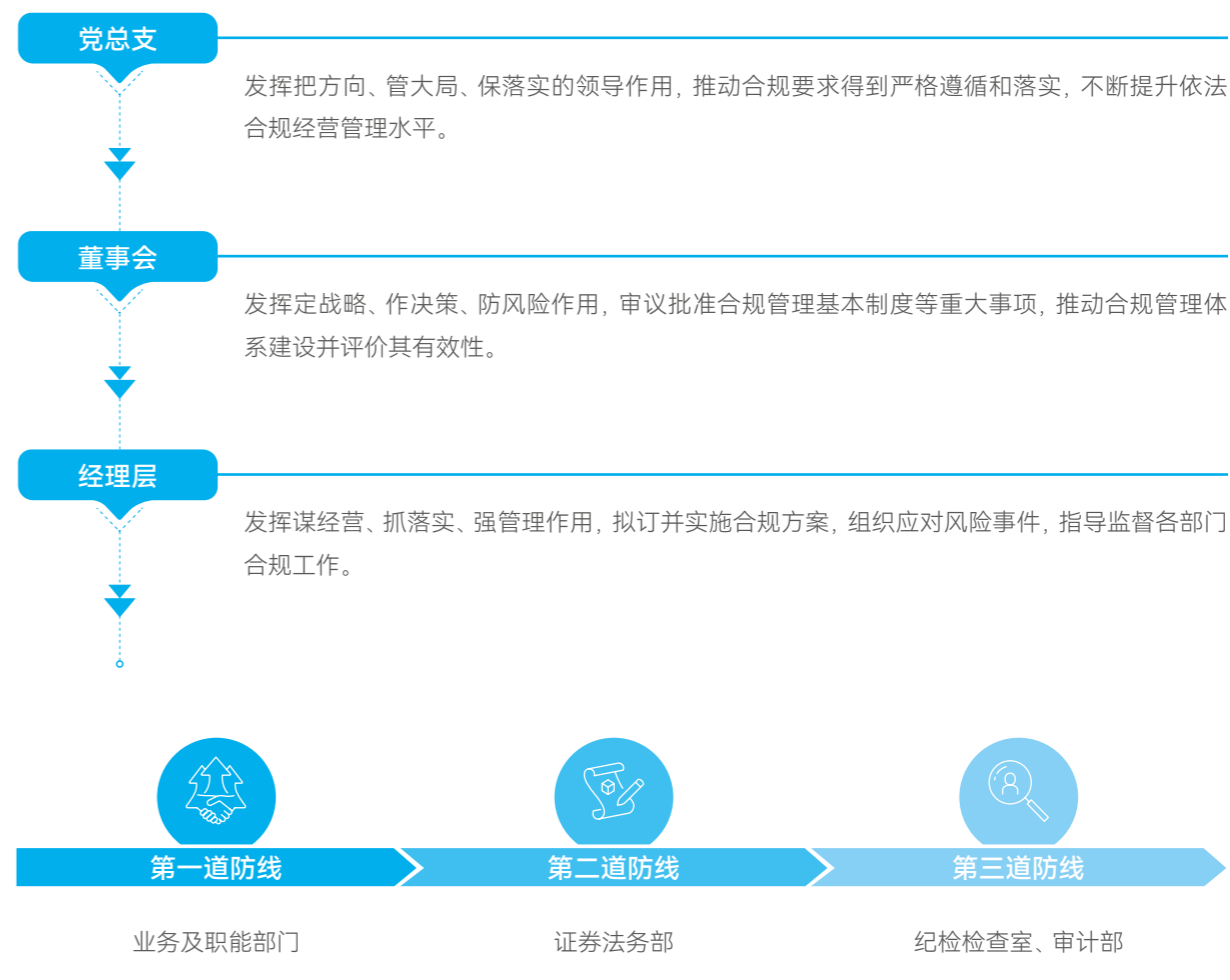 党总支
发挥把方向、管大局、保落实的领导作用,推动合规要求得到严格遵循和落实,不断提升依法
合规经营管理水平。
董事会
发挥定战略、作决策、防风险作用,审议批准合规管理基本制度等重大事项,推动合规管理体
系建设并评价其有效性。
经理层
发挥谋经营、抓落实、强管理作用,拟订并实施合规方案,组织应对风险事件,指导监督各部门
合规工作。
第一道防线
第二道防线
第三道防线
业务及职能部门
证券法务部
纪检检查室、审计部